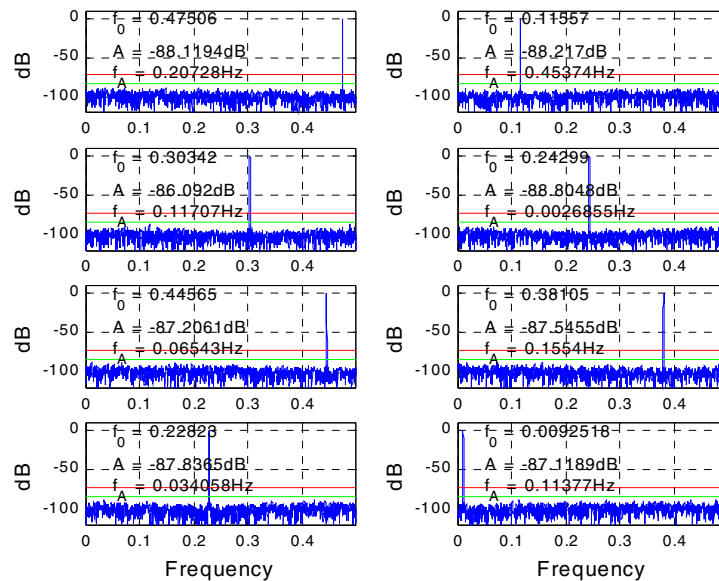 0
-50
-100
dB
f0 = 0.47506
A = -88.1194dB
fA = 0.20728Hz
0 0.1 0.2 0.3 0.4 0.5
0
-50
-100
dB
f0 = 0.11557
A = -88.217dB
fA = 0.45374Hz
0 0.1 0.2 0.3 0.4
0
-50
-100
dB
f0 = 0.30342
A = -86.092dB
fA = 0.11707Hz
0 0.1 0.2 0.3 0.4 0.5
0
-50
-100
dB
f0 = 0.24299
A = -88.8048dB
fA = 0.0026855Hz
0 0.1 0.2 0.3 0.4
0
-50
-100
dB
f0 = 0.44565
A = -87.2061dB
fA = 0.06543Hz
0 0.1 0.2 0.3 0.4 0.5
0
-50
-100
dB
f0 = 0.38105
A = -87.5455dB
fA = 0.1554Hz
0 0.1 0.2 0.3 0.4
0
-50
-100
dB
f0 = 0.22823
A = -87.8365dB
fA = 0.034058Hz
0 0.1 0.2 0.3 0.4 0.5
Frequency
0
-50
-100
dB
f0 = 0.0092518
A = -87.1189dB
fA = 0.11377Hz
0 0.1 0.2 0.3 0.4
Frequency